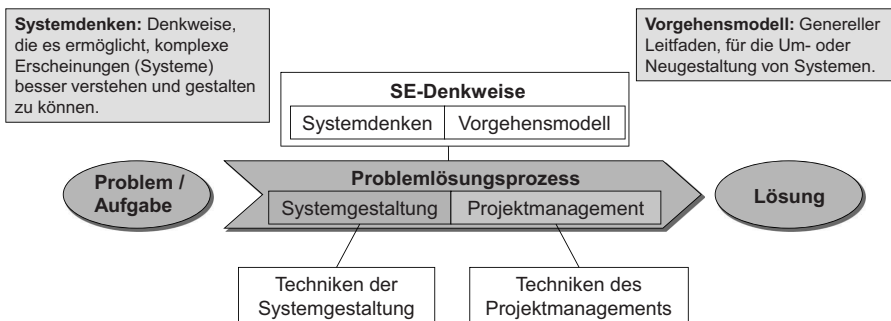 Systemdenken: Denkweise,
die es ermöglicht, komplexe
Erscheinungen (Systeme)
besser verstehen und gestalten
zu können.
Vorgehensmodell: Genereller
Leitfaden, für die Um- oder
Neugestaltung von Systemen.
SE-Denkweise
Systemdenken
Vorgehensmodell
Problem /
Aufgabe
Problemlösungsprozess
Systemgestaltung
Projektmanagement
Lösung
Techniken der
Systemgestaltung
Techniken des
Projektmanagements